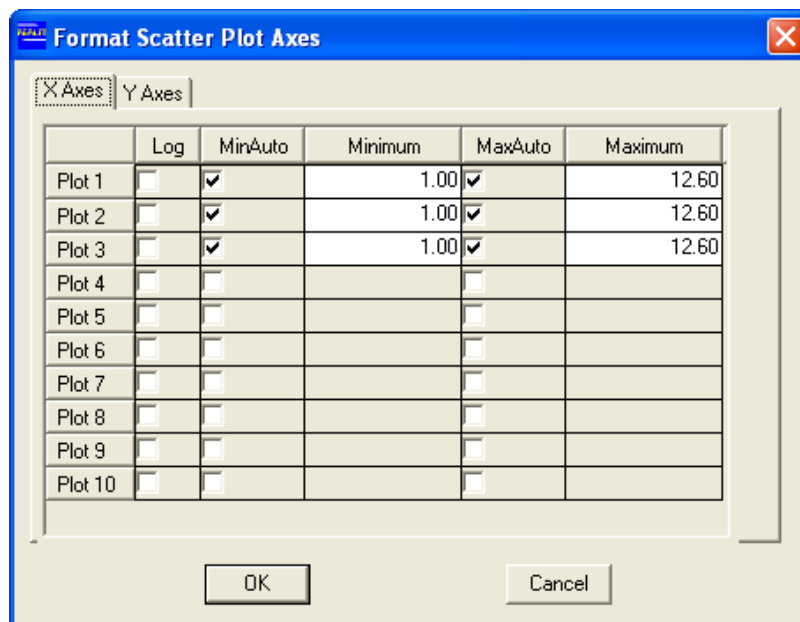 Format Scatter Plot Axes
X Axes Y Axes
Log MinAuto Minimum MaxAuto Maximum
Plot 1 1.00 12.60
Plot 2 1.00 12.60
Plot 3 1.00 12.60
Plot 4
Plot 5
Plot 6
Plot 7
Plot 8
Plot 9
Plot 10
OK Cancel